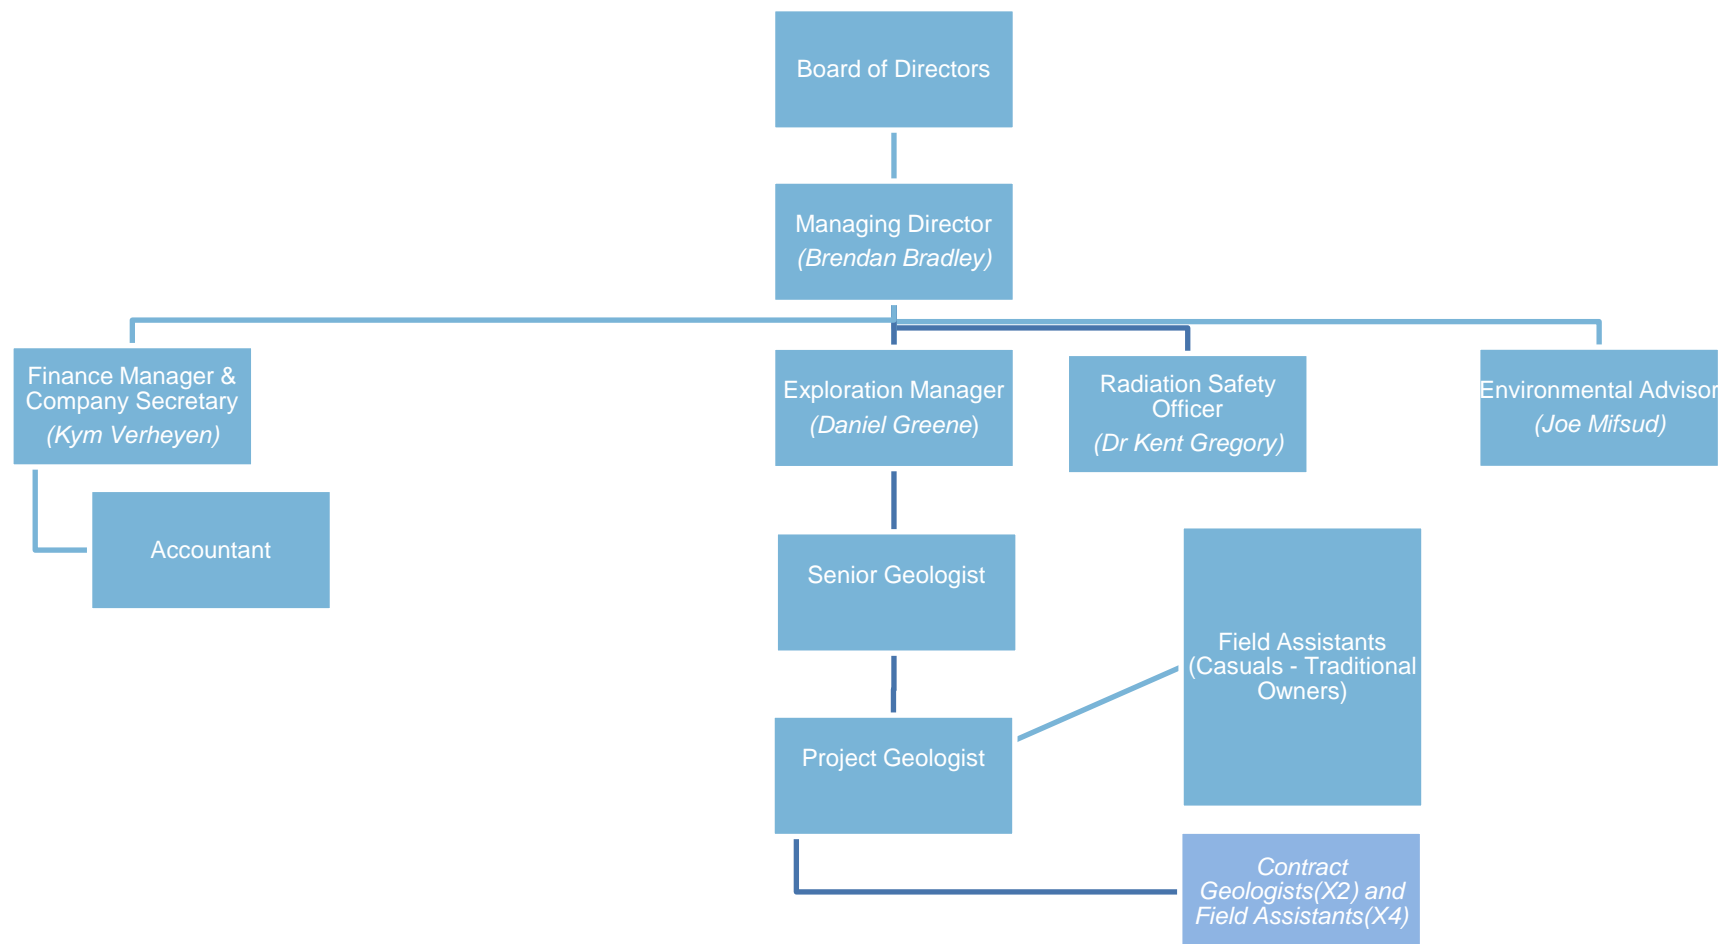 Board of Directors
Managing Director
(Brendan Bradley)
Finance Manager &
Company Secretary
(Kym Verheyen)
Exploration Manager
(Daniel Greene)
Radiation Safety
Officer
(Dr Kent Gregory)
Environmental Advisor
(Joe Mifsud)
Accountant
Senior Geologist
Field Assistants
(Casuals - Traditional
Owners)
Project Geologist
Contract
Geologists(X2) and
Field Assistants(X4)